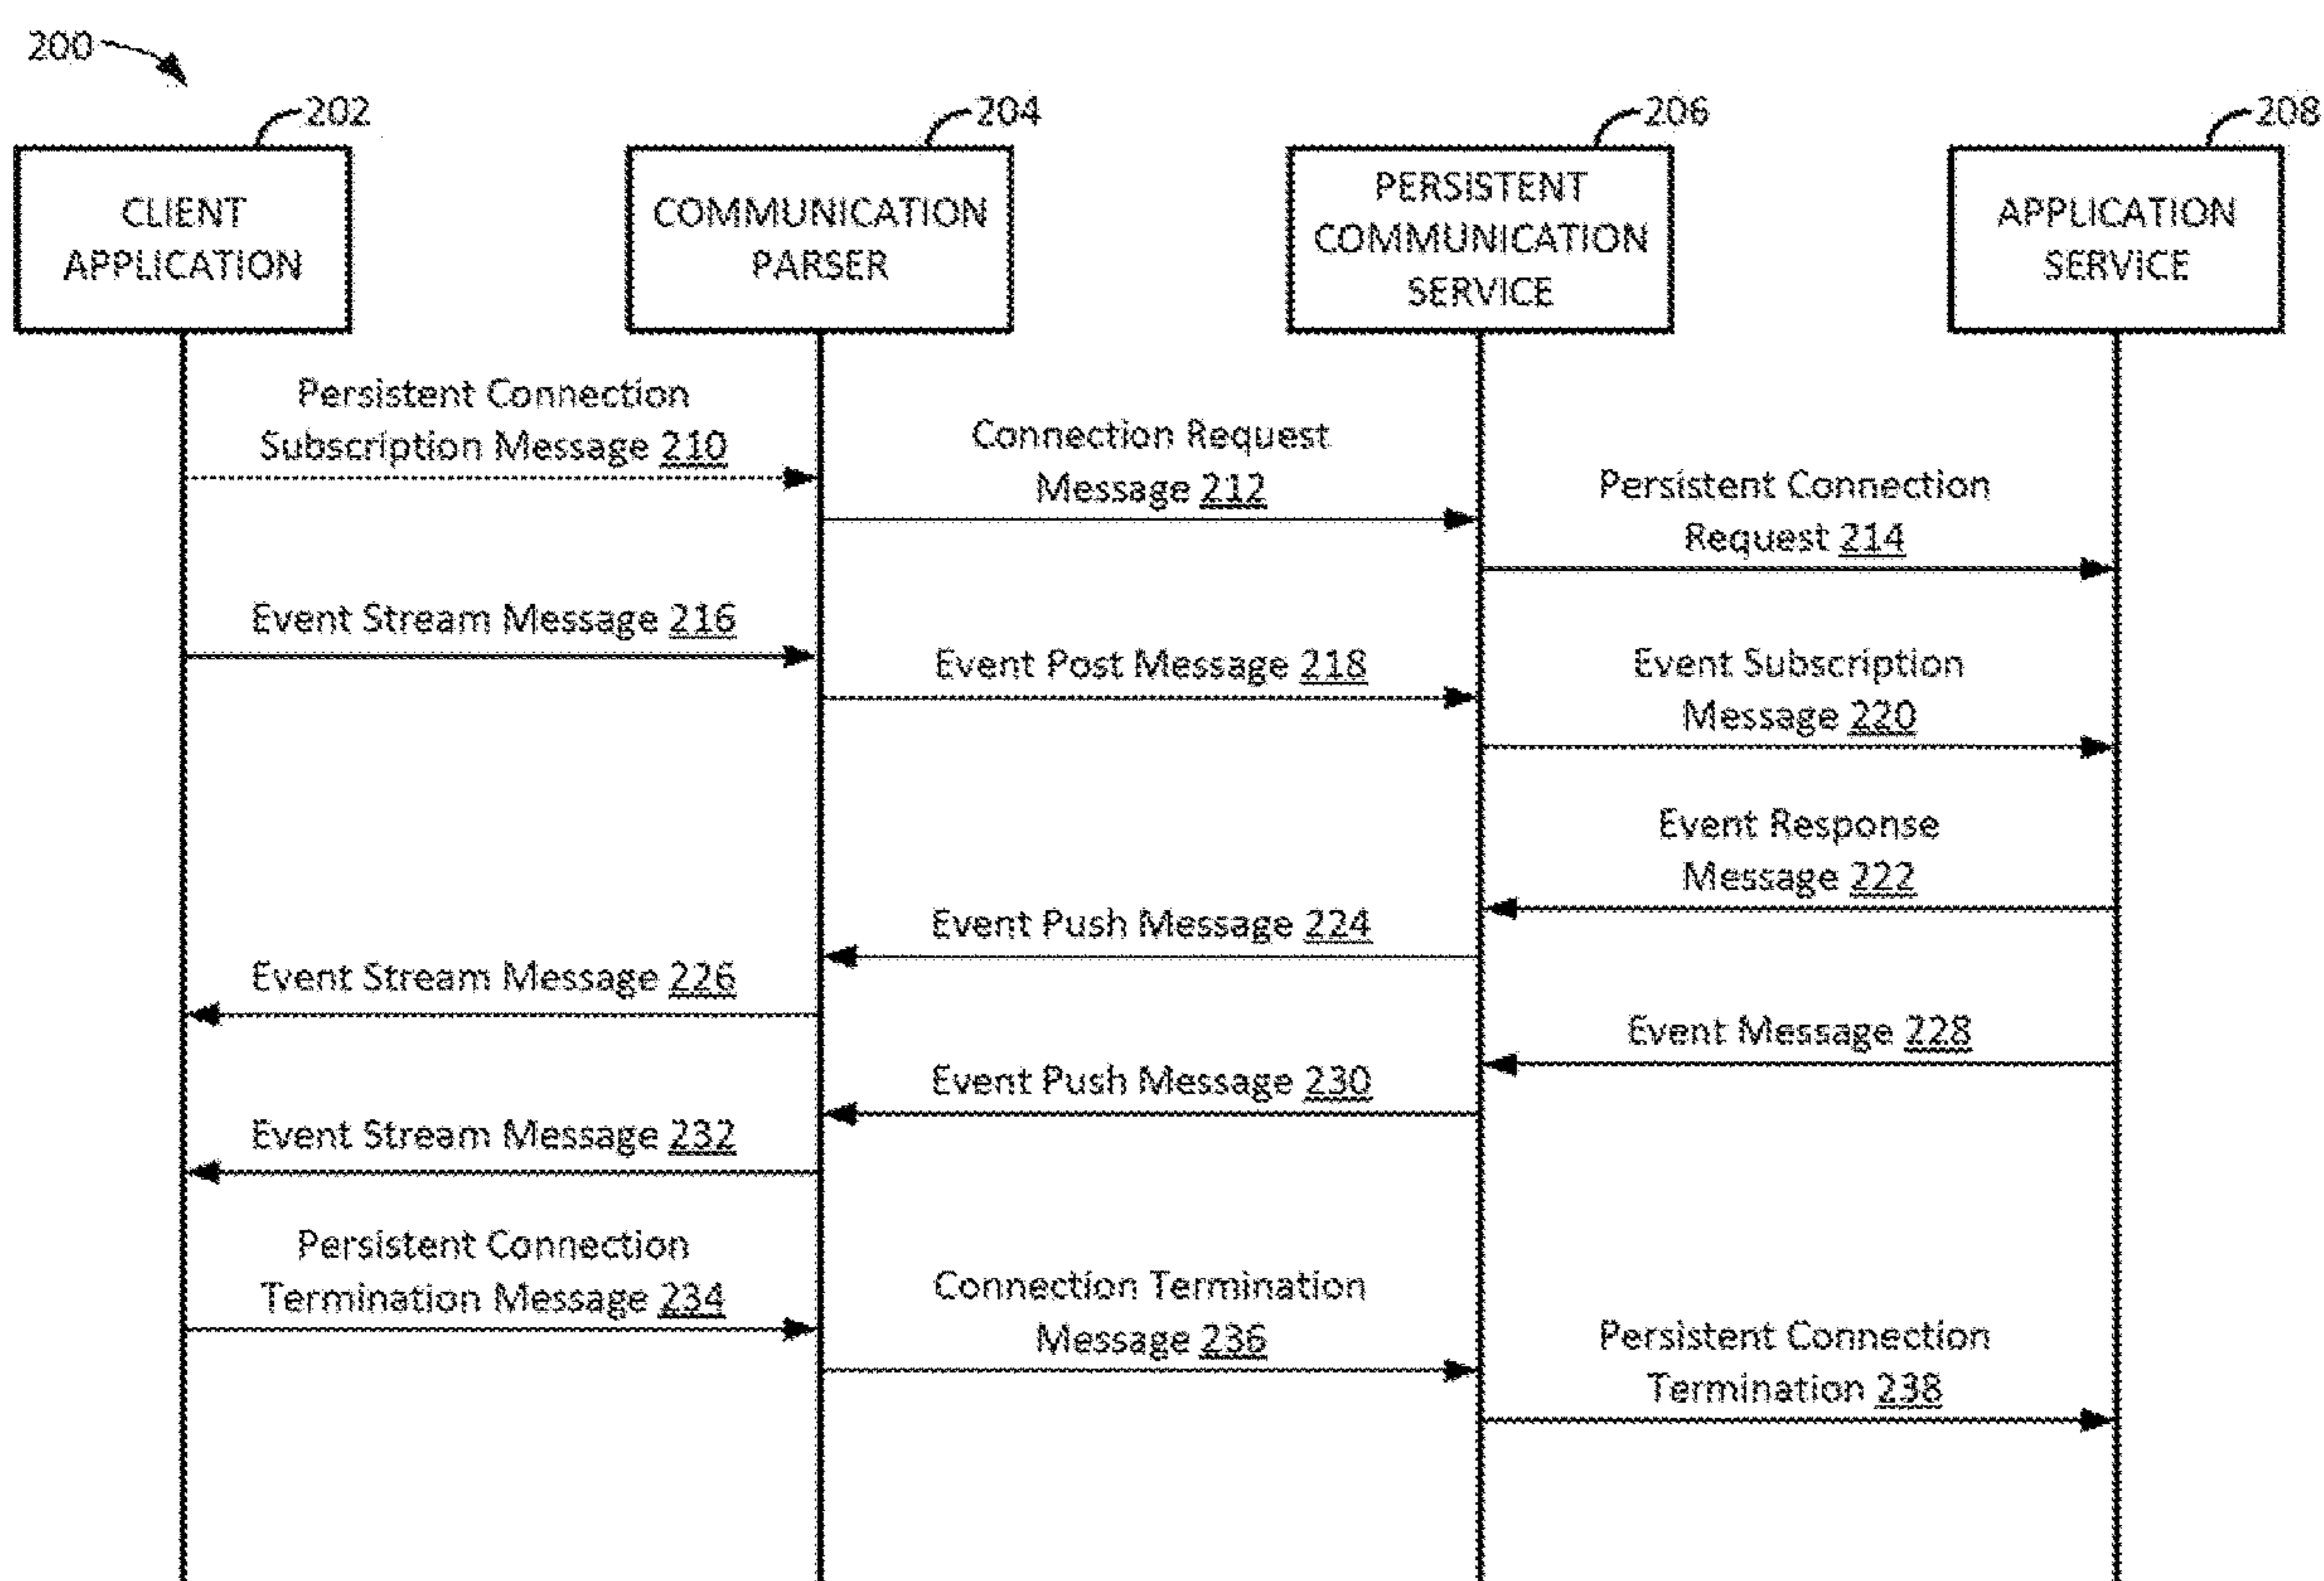 200
202
204
206
208
CLIENT
APPLICATION
COMMUNICATION
PARSER
PERSISTENT
COMMUNICATION
SERVICE
APPLICATION
SERVICE
Persistent Connection
Subscription Message 210
Connection Request
Message 212
Persistent Connection
Request 214
Event Stream Message 216
Event Post Message 218
Event Subscription
Message 220
Event Response
Message 222
Event Push Message 224
Event Stream Message 226
Event Message 228
Event Push Message 230
Event Stream Message 232
Persistent Connection
Termination Message 234
Connection Termination
Message 236
Persistent Connection
Termination 238